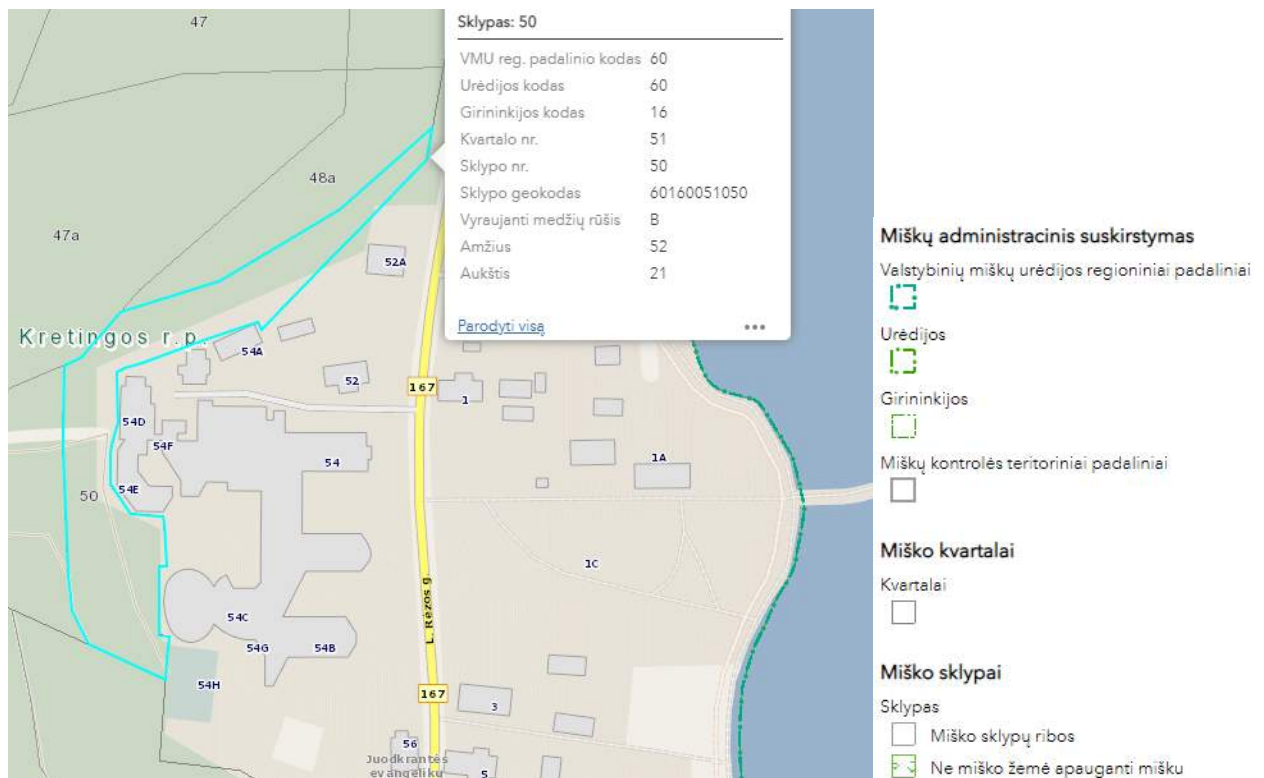 47
47
48a
47a
Kretingos r.p.
50
52A
54A
52
167
1
54D
54F
54
54E
1A
1C
L. Rėzos g.
54C
54G
54B
54H
167
3
56
Juodkrantės
evangelikų
5
Sklypas: 50
VMU reg. padalinio kodas 60
Urėdijos kodas 60
Girininkijos kodas 16
Kvartalo nr. 51
Sklypo nr. 50
Sklypo geokodas 60160051050
Vyraujanti medžių rūšis B
Amžius 52
Aukštis 21
Parodyti visą
Miškų administracinis suskirstymas
Valstybinių miškų urėdijos regioniniai padaliniai
Urėdijos
Girininkijos
Miškų kontrolės teritoriniai padaliniai
Miško kvartalai
Kvartalai
Miško sklypai
Sklypas
Miško sklypų ribos
Ne miško žemė apauganti mišku